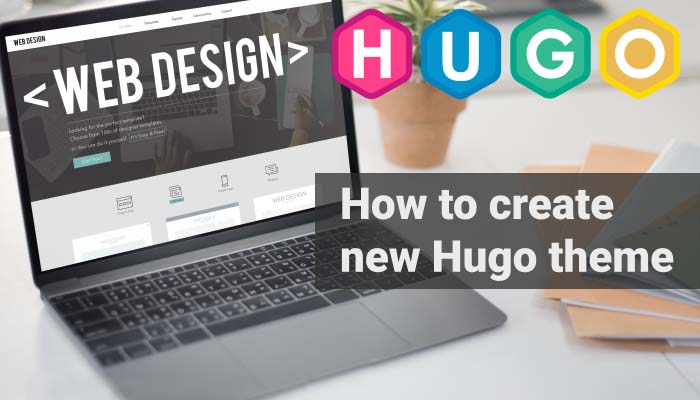 WEB DESIGN
< WEB DESIGN>
Looking for the perfect template?
Choose from 100s of designer templates.
or You can do it yourself. It's Easy & Free!
HUGO
How to create
new Hugo theme
WEB DESIGN